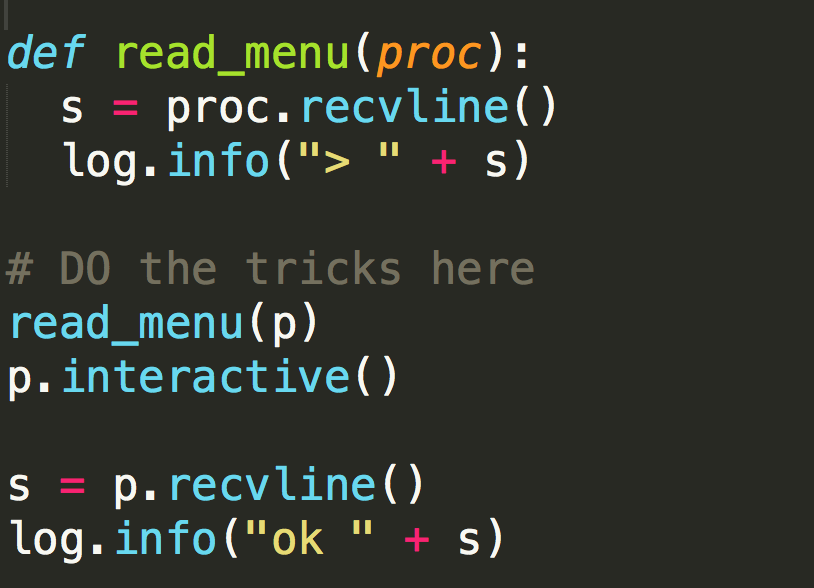 def read_menu(proc):
  s = proc.recvline()
  log.info("> " + s)
# DO the tricks here
read_menu(p)
p.interactive()
s = p.recvline()
log.info("ok " + s)